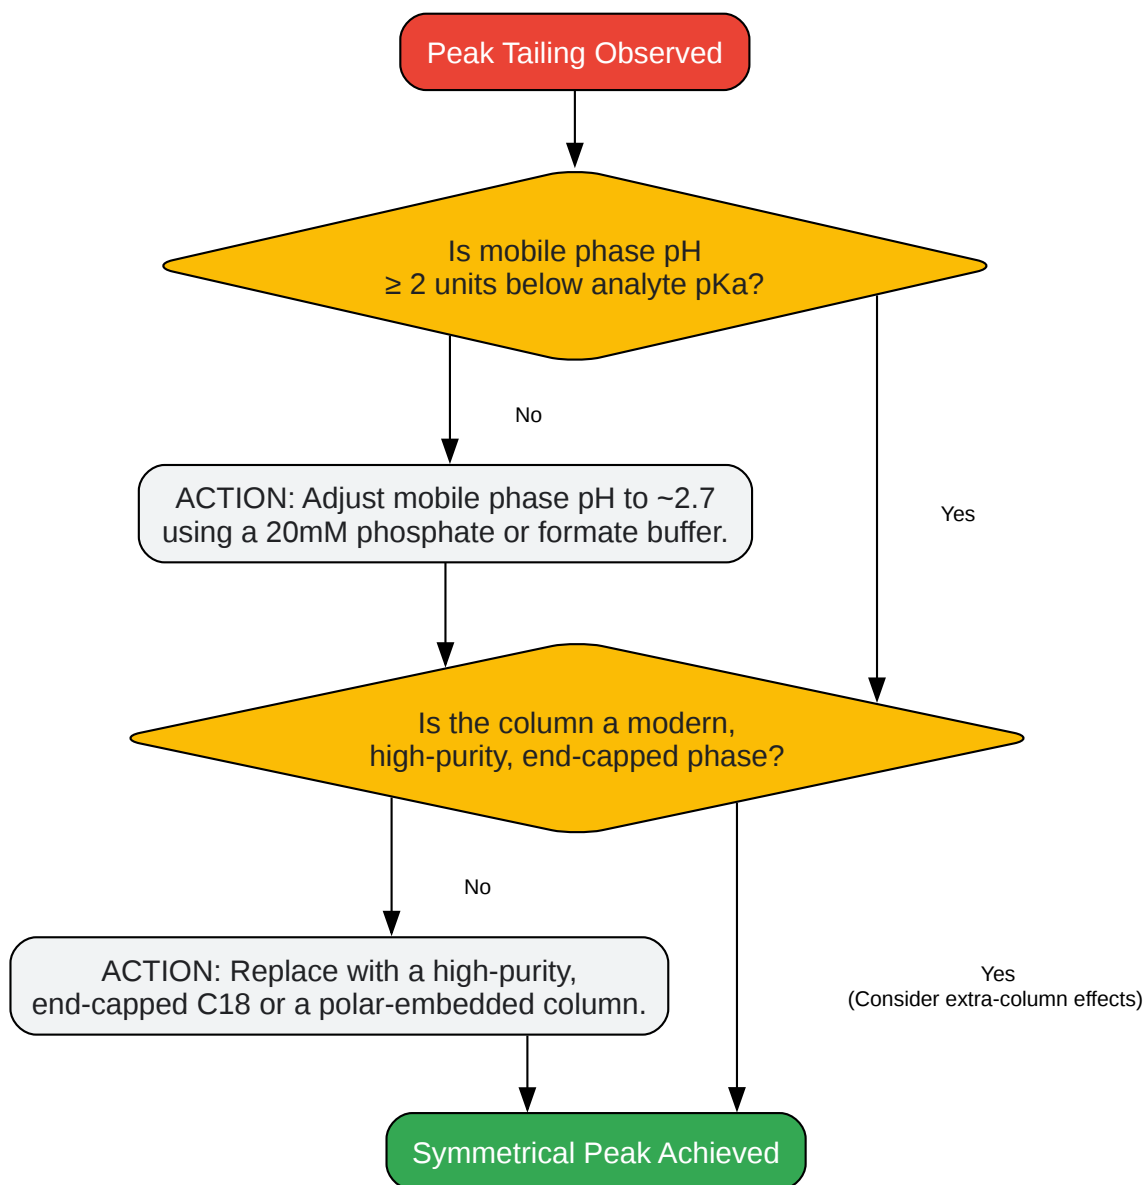 Peak Tailing Observed
Is mobile phase pH
≥ 2 units below analyte pKa?
No
ACTION: Adjust mobile phase pH to ~2.7
using a 20mM phosphate or formate buffer.
Yes
Is the column a modern,
high-purity, end-capped phase?
No
ACTION: Replace with a high-purity,
end-capped C18 or a polar-embedded column.
Yes
(Consider extra-column effects)
Symmetrical Peak Achieved